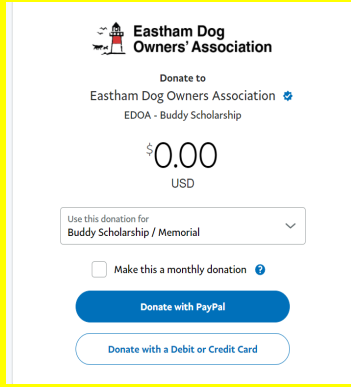 Eastham Dog
Owners' Association
Donate to
Eastham Dog Owners Association
EDOA - Buddy Scholarship
$0.00
USD
Use this donation for
Buddy Scholarship / Memorial
Make this a monthly donation ?
Donate with PayPal
Donate with a Debit or Credit Card